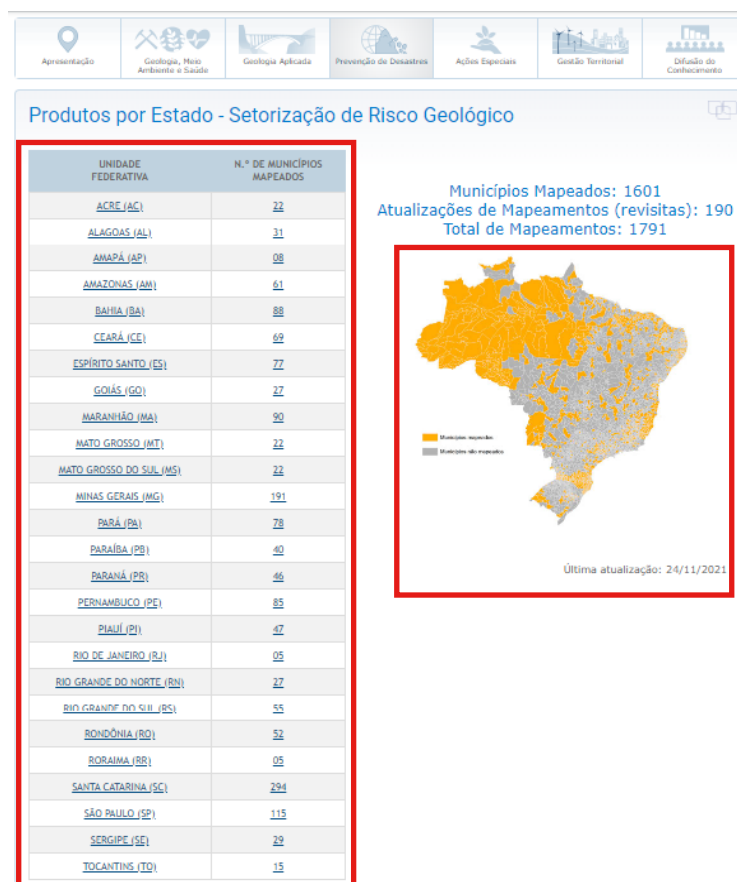 Apresentação
Geologia, Meio
Ambiente e Saúde
Geologia Aplicada
Prevenção de Desastres
Ações Especiais
Gestão Territorial
Difusão do
Conhecimento
Produtos por Estado - Setorização de Risco Geológico
UNIDADE
FEDERATIVA
N.º DE MUNICÍPIOS
MAPEADOS
ACRE (AC) 22
ALAGOAS (AL) 31
AMAPÁ (AP) 08
AMAZONAS (AM) 61
BAHIA (BA) 88
CEARÁ (CE) 69
ESPÍRITO SANTO (ES) 77
GOIÁS (GO) 27
MARANHÃO (MA) 90
MATO GROSSO (MT) 22
MATO GROSSO DO SUL (MS) 22
MINAS GERAIS (MG) 191
PARÁ (PA) 78
PARAÍBA (PB) 40
PARANÁ (PR) 46
PERNAMBUCO (PE) 85
PIAUÍ (PI) 47
RIO DE JANEIRO (RJ) 05
RIO GRANDE DO NORTE (RN) 27
RIO GRANDE DO SUL (RS) 55
RONDÔNIA (RO) 52
RORAIMA (RR) 05
SANTA CATARINA (SC) 294
SÃO PAULO (SP) 115
SERGIPE (SE) 29
TOCANTINS (TO) 15
Municípios Mapeados: 1601
Atualizações de Mapeamentos (revisitas): 190
Total de Mapeamentos: 1791
Municípios mapeados
Municípios não mapeados
Última atualização: 24/11/2021